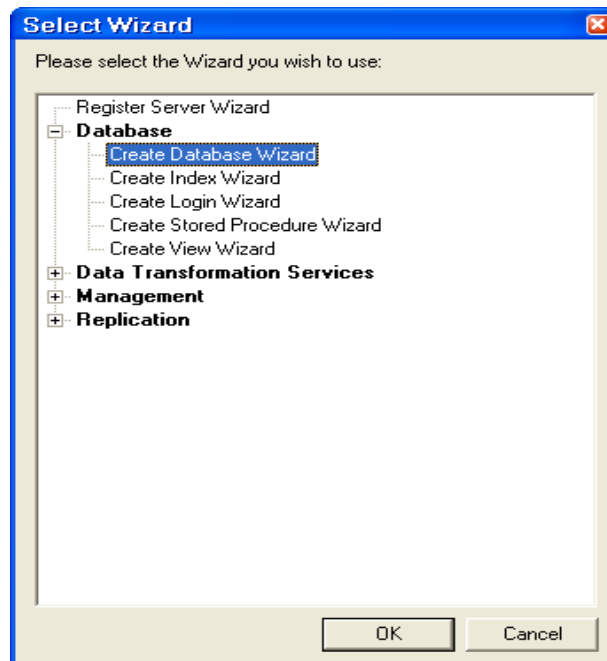 Select Wizard
Please select the Wizard you wish to use:
Register Server Wizard
Database
Create Database Wizard
Create Index Wizard
Create Login Wizard
Create Stored Procedure Wizard
Create View Wizard
Data Transformation Services
Management
Replication
OK Cancel